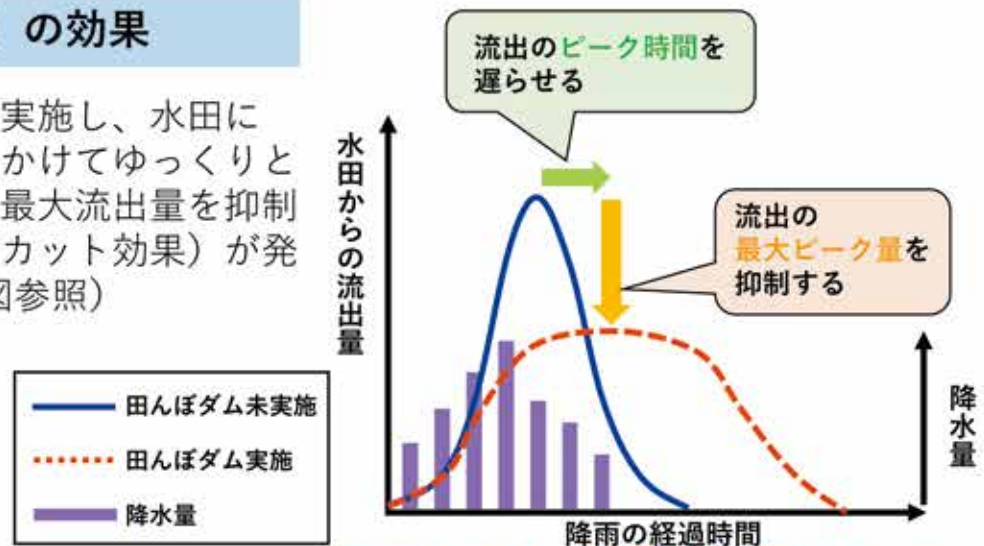 の効果
実施し、水田に
かけてゆっくりと
最大流出量を抑制
カット効果）が発
図参照）
流出のピーク時間を
遅らせる
水田からの流出量
流出の
最大ピーク量を
抑制する
田んぼダム未実施
田んぼダム実施
降水量
降水量
降雨の経過時間